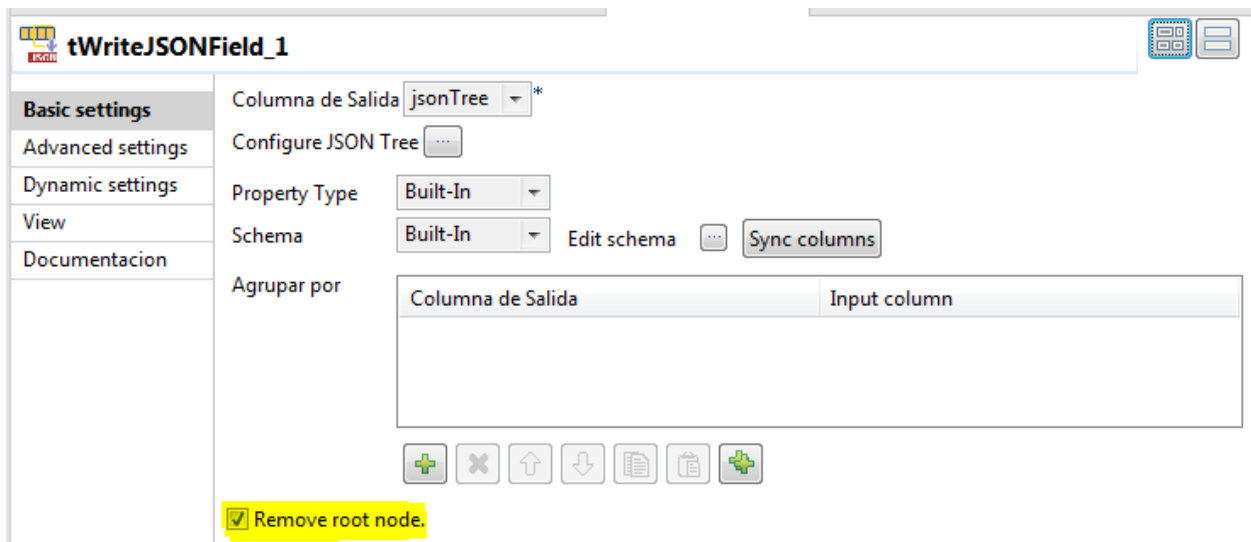 tWriteJSONField_1
Basic settings
Advanced settings
Dynamic settings
View
Documentacion
Columna de Salida jsonTree *
Configure JSON Tree ...
Property Type Built-In
Schema Built-In Edit schema ... Sync columns
Agrupar por
Columna de Salida Input column
Remove root node.